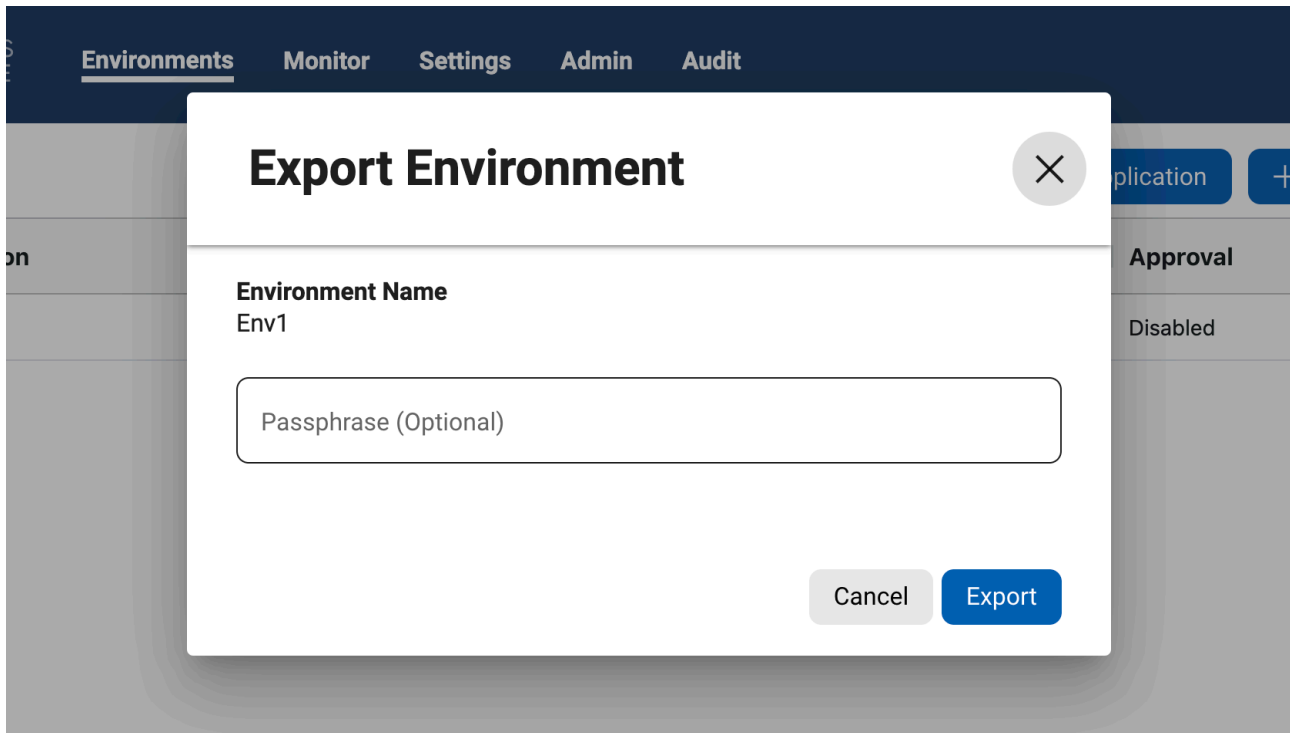 Environments Monitor Settings Admin Audit
Export Environment
plication
on
Approval
Environment Name
Env1
Disabled
Passphrase (Optional)
Cancel Export